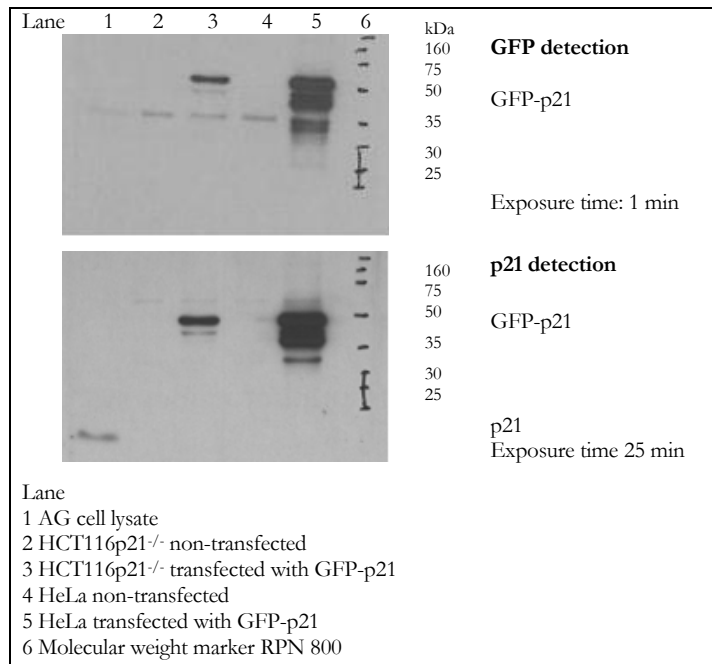 Lane 1 2 3 4 5 6
kDa
160
75
50
35
30
25
GFP detection
GFP-p21
Exposure time: 1 min
160
75
50
35
30
25
p21 detection
GFP-p21
p21
Exposure time 25 min
Lane
1 AG cell lysate
2 HCT116p21-/- non-transfected
3 HCT116p21-/- transfected with GFP-p21
4 HeLa non-transfected
5 HeLa transfected with GFP-p21
6 Molecular weight marker RPN 800